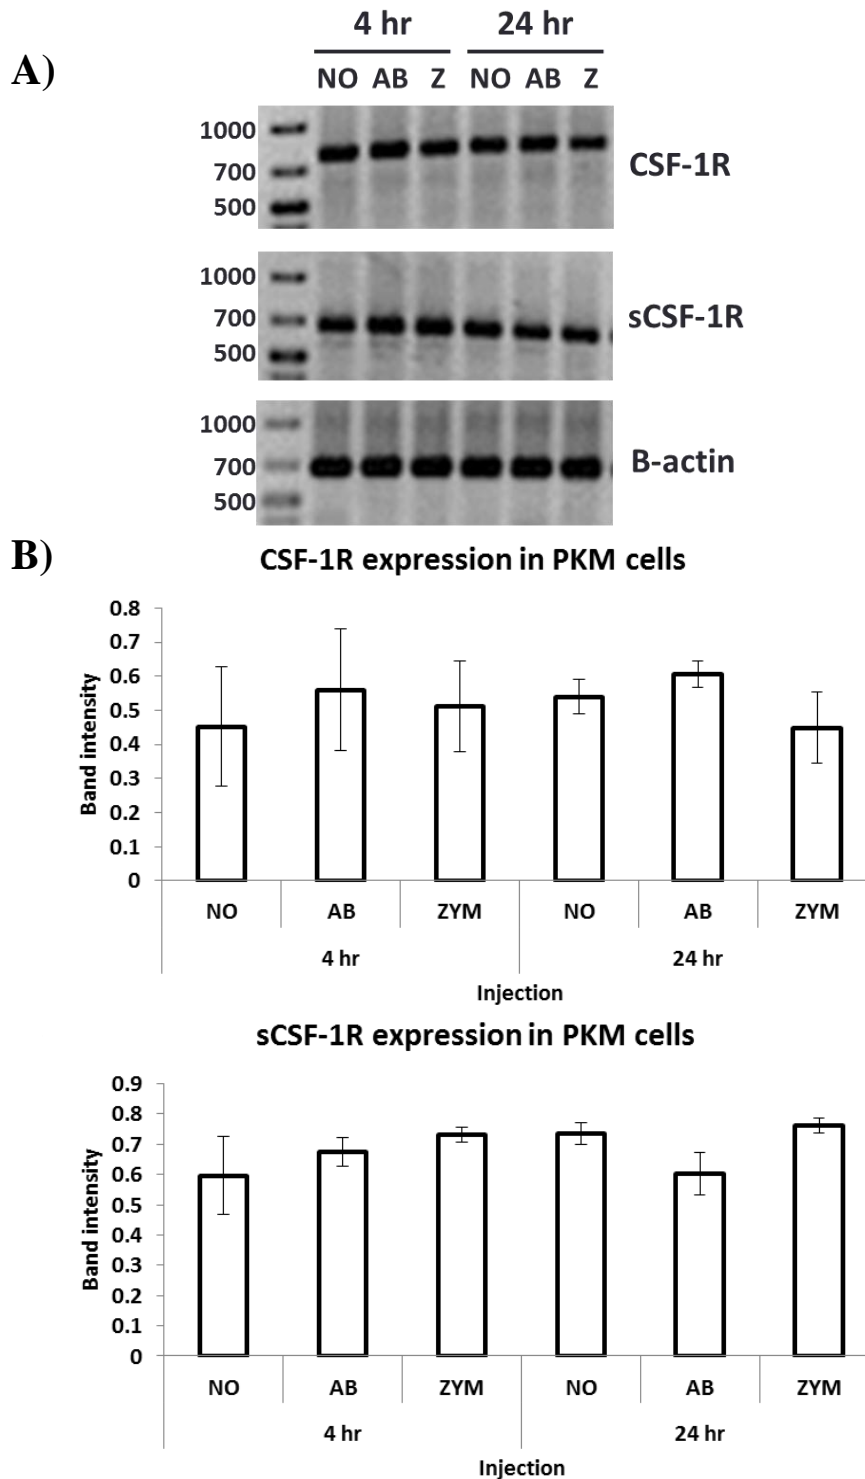 4 hr 24 hr
A)
NO AB Z NO AB Z
1000
700
500
CSF-1R
1000
700
500
sCSF-1R
1000
700
500
B-actin
B)
CSF-1R expression in PKM cells
Band intensity
0.8
0.7
0.6
0.5
0.4
0.3
0.2
0.1
0
NO AB ZYM NO AB ZYM
4 hr 24 hr
Injection
sCSF-1R expression in PKM cells
Band intensity
0.9
0.8
0.7
0.6
0.5
0.4
0.3
0.2
0.1
0
NO AB ZYM NO AB ZYM
4 hr 24 hr
Injection